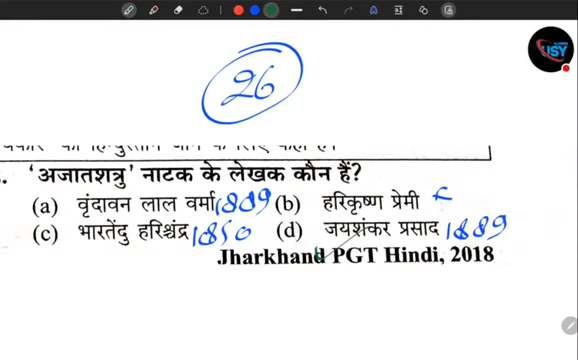 USY
26
'अजातशत्रु' नाटक के लेखक कौन हैं?
(a) वृंदावन लाल वर्मा 1889 (b) हरिकृष्ण प्रेमी
(c) भारतेंदु हरिश्चंद्र 1850 (d) जयशंकर प्रसाद 1889
Jharkhand PGT Hindi, 2018